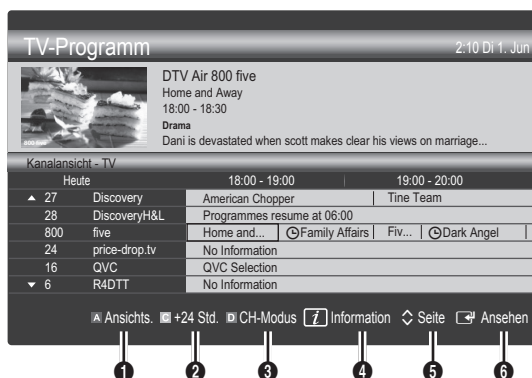 TV-Programm 2:10 Di 1. Jun
DTV Air 800 five
Home and Away
18:00 - 18:30
Drama
Dani is devastated when scott makes clear his views on marriage...
800 five
Kanalansicht - TV
Heute 18:00 - 19:00 19:00 - 20:00
▲ 27 Discovery American Chopper Tine Team
28 DiscoveryH&L Programmes resume at 06:00
800 five Home and... Family Affairs Fiv... Dark Angel
24 price-drop.tv No Information
16 QVC QVC Selection
▼ 6 R4DTT No Information
A Ansichts. C +24 Std. D CH-Modus i Information Seite Ansehen
1 2 3 4 5 6